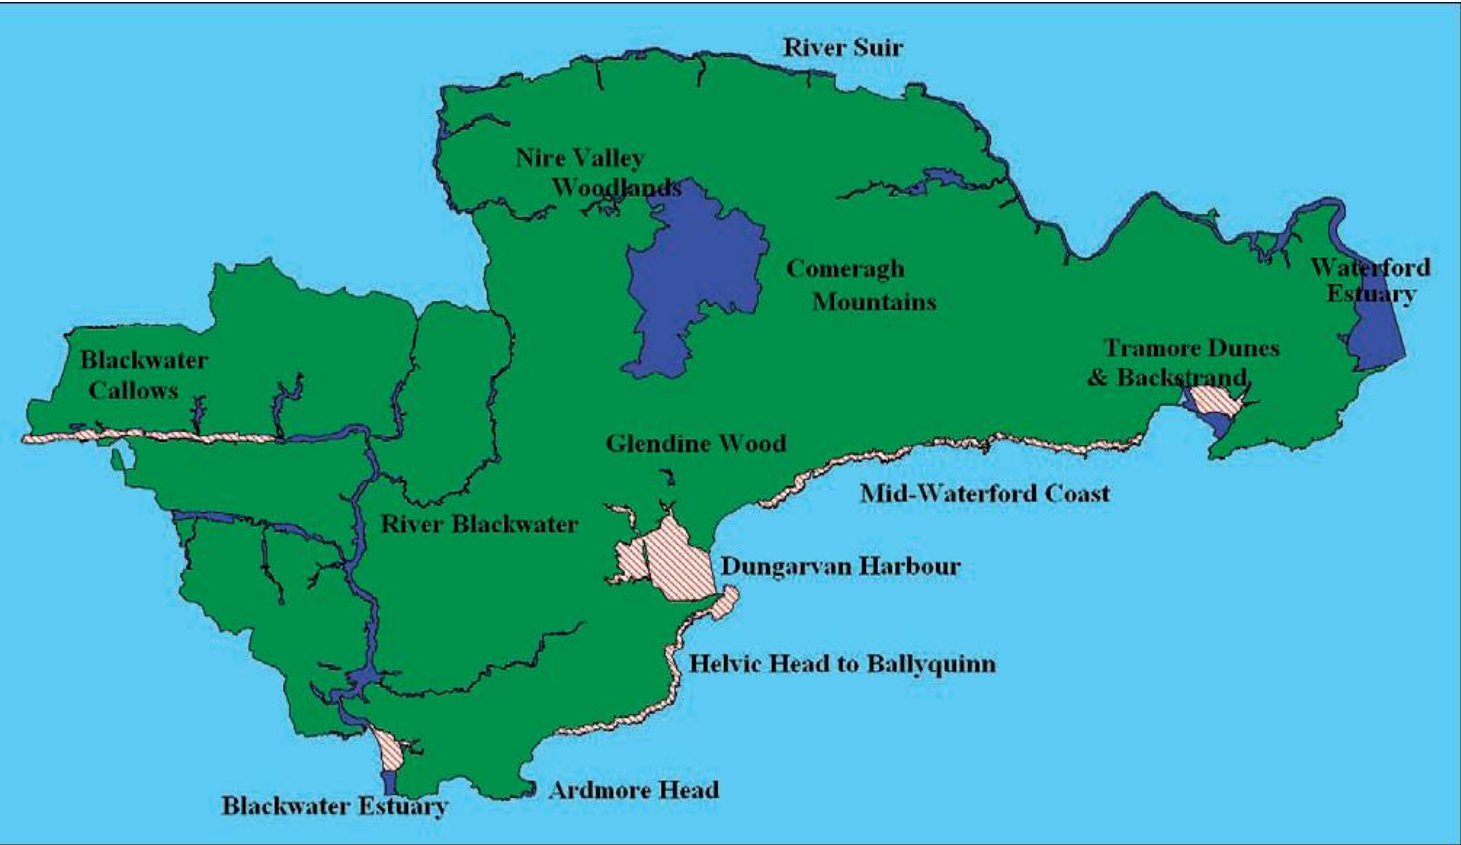 River Suir
Nire Valley
Woodlands
Comeragh
Mountains
Waterford
Estuary
Blackwater
Callows
Tramore Dunes
& Backstrand
Glendine Wood
Mid-Waterford Coast
River Blackwater
Dungarvan Harbour
Helvic Head to Ballyquinn
Ardmore Head
Blackwater Estuary